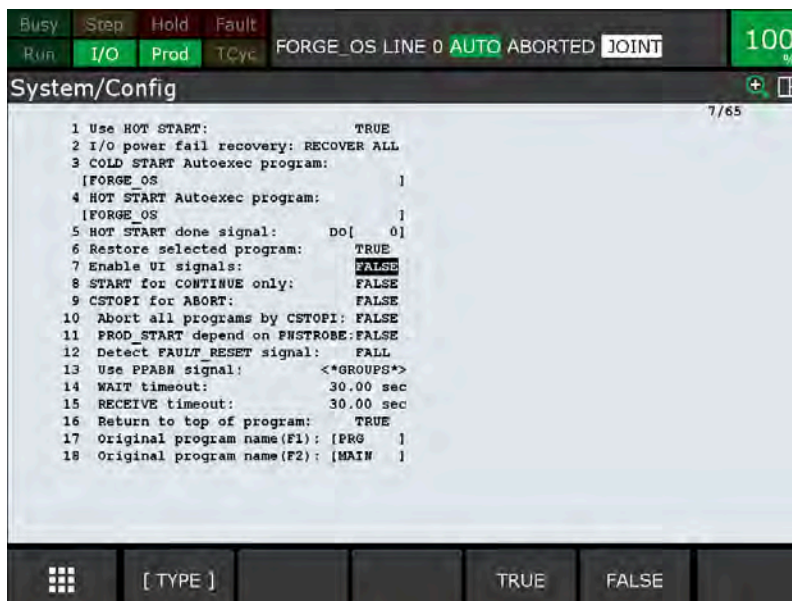 Busy Step Hold Fault
Run I/O Prod TCyc
FORGE_OS LINE 0 AUTO ABORTED JOINT
100
%
System/Config
7/65
1 Use HOT START: TRUE
2 I/O power fail recovery: RECOVER ALL
3 COLD START Autoexec program:
[FORGE_OS ]
4 HOT START Autoexec program:
[FORGE_OS ]
5 HOT START done signal: DO[ 0]
6 Restore selected program: TRUE
7 Enable UI signals: FALSE
8 START for CONTINUE only: FALSE
9 CSTOPI for ABORT: FALSE
10 Abort all programs by CSTOPI: FALSE
11 PROD_START depend on PNSTROBE:FALSE
12 Detect FAULT_RESET signal: FALL
13 Use PPABN signal: <*GROUPS*>
14 WAIT timeout: 30.00 sec
15 RECEIVE timeout: 30.00 sec
16 Return to top of program: TRUE
17 Original program name(F1): [PRG ]
18 Original program name(F2): [MAIN ]
[ TYPE ] TRUE FALSE